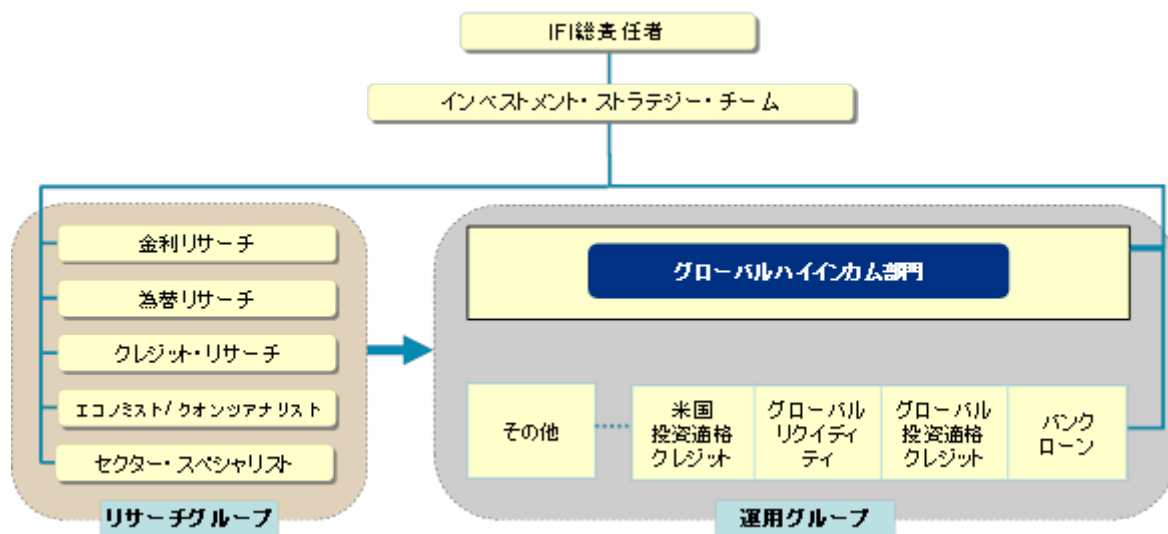 IFI総責任者
インベストメント・ストラテジー・チーム
金利リサーチ
為替リサーチ
クレジット・リサーチ
エコノミスト/クオンツアナリスト
セクター・スペシャリスト
リサーチグループ
グローバルハイインカム部門
その他
米国
投資適格
クレジット
グローバル
リクイディ
ティ
グローバル
投資適格
クレジット
バンク
ローン
運用グループ